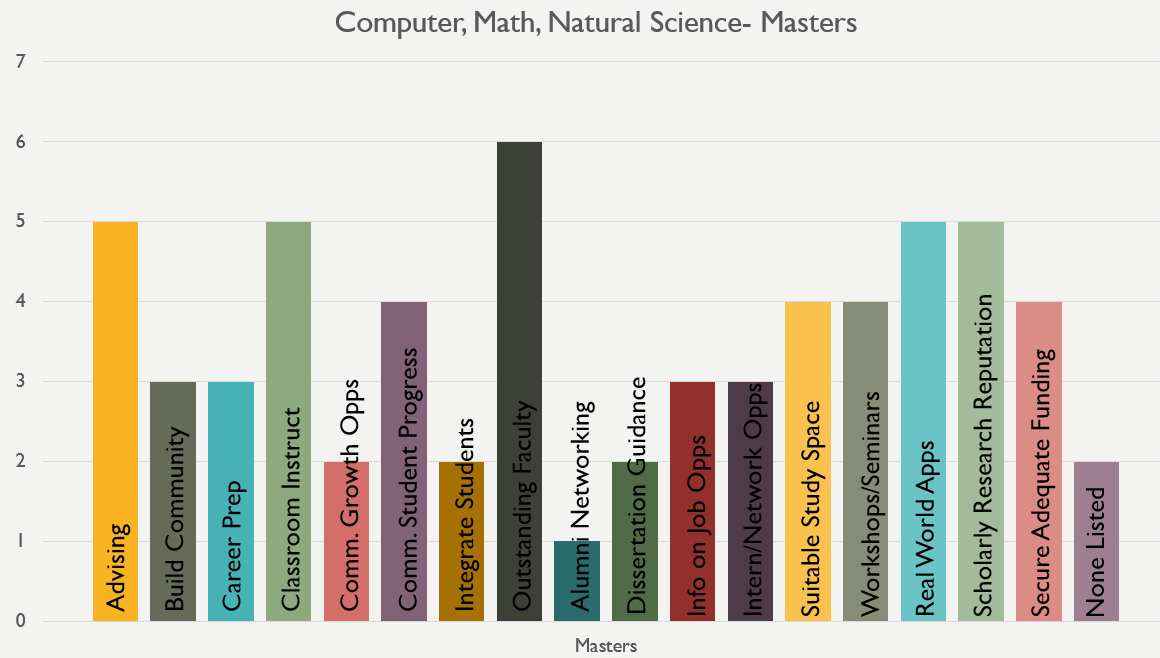 Computer, Math, Natural Science- Masters
7
6
5
4
3
2
1
0
Advising
Build Community
Career Prep
Classroom Instruct
Comm. Growth Opps
Comm. Student Progress
Integrate Students
Outstanding Faculty
Alumni Networking
Dissertation Guidance
Info on Job Opps
Intern/Network Opps
Suitable Study Space
Workshops/Seminars
Real World Apps
Scholarly Research Reputation
Secure Adequate Funding
None Listed
Masters